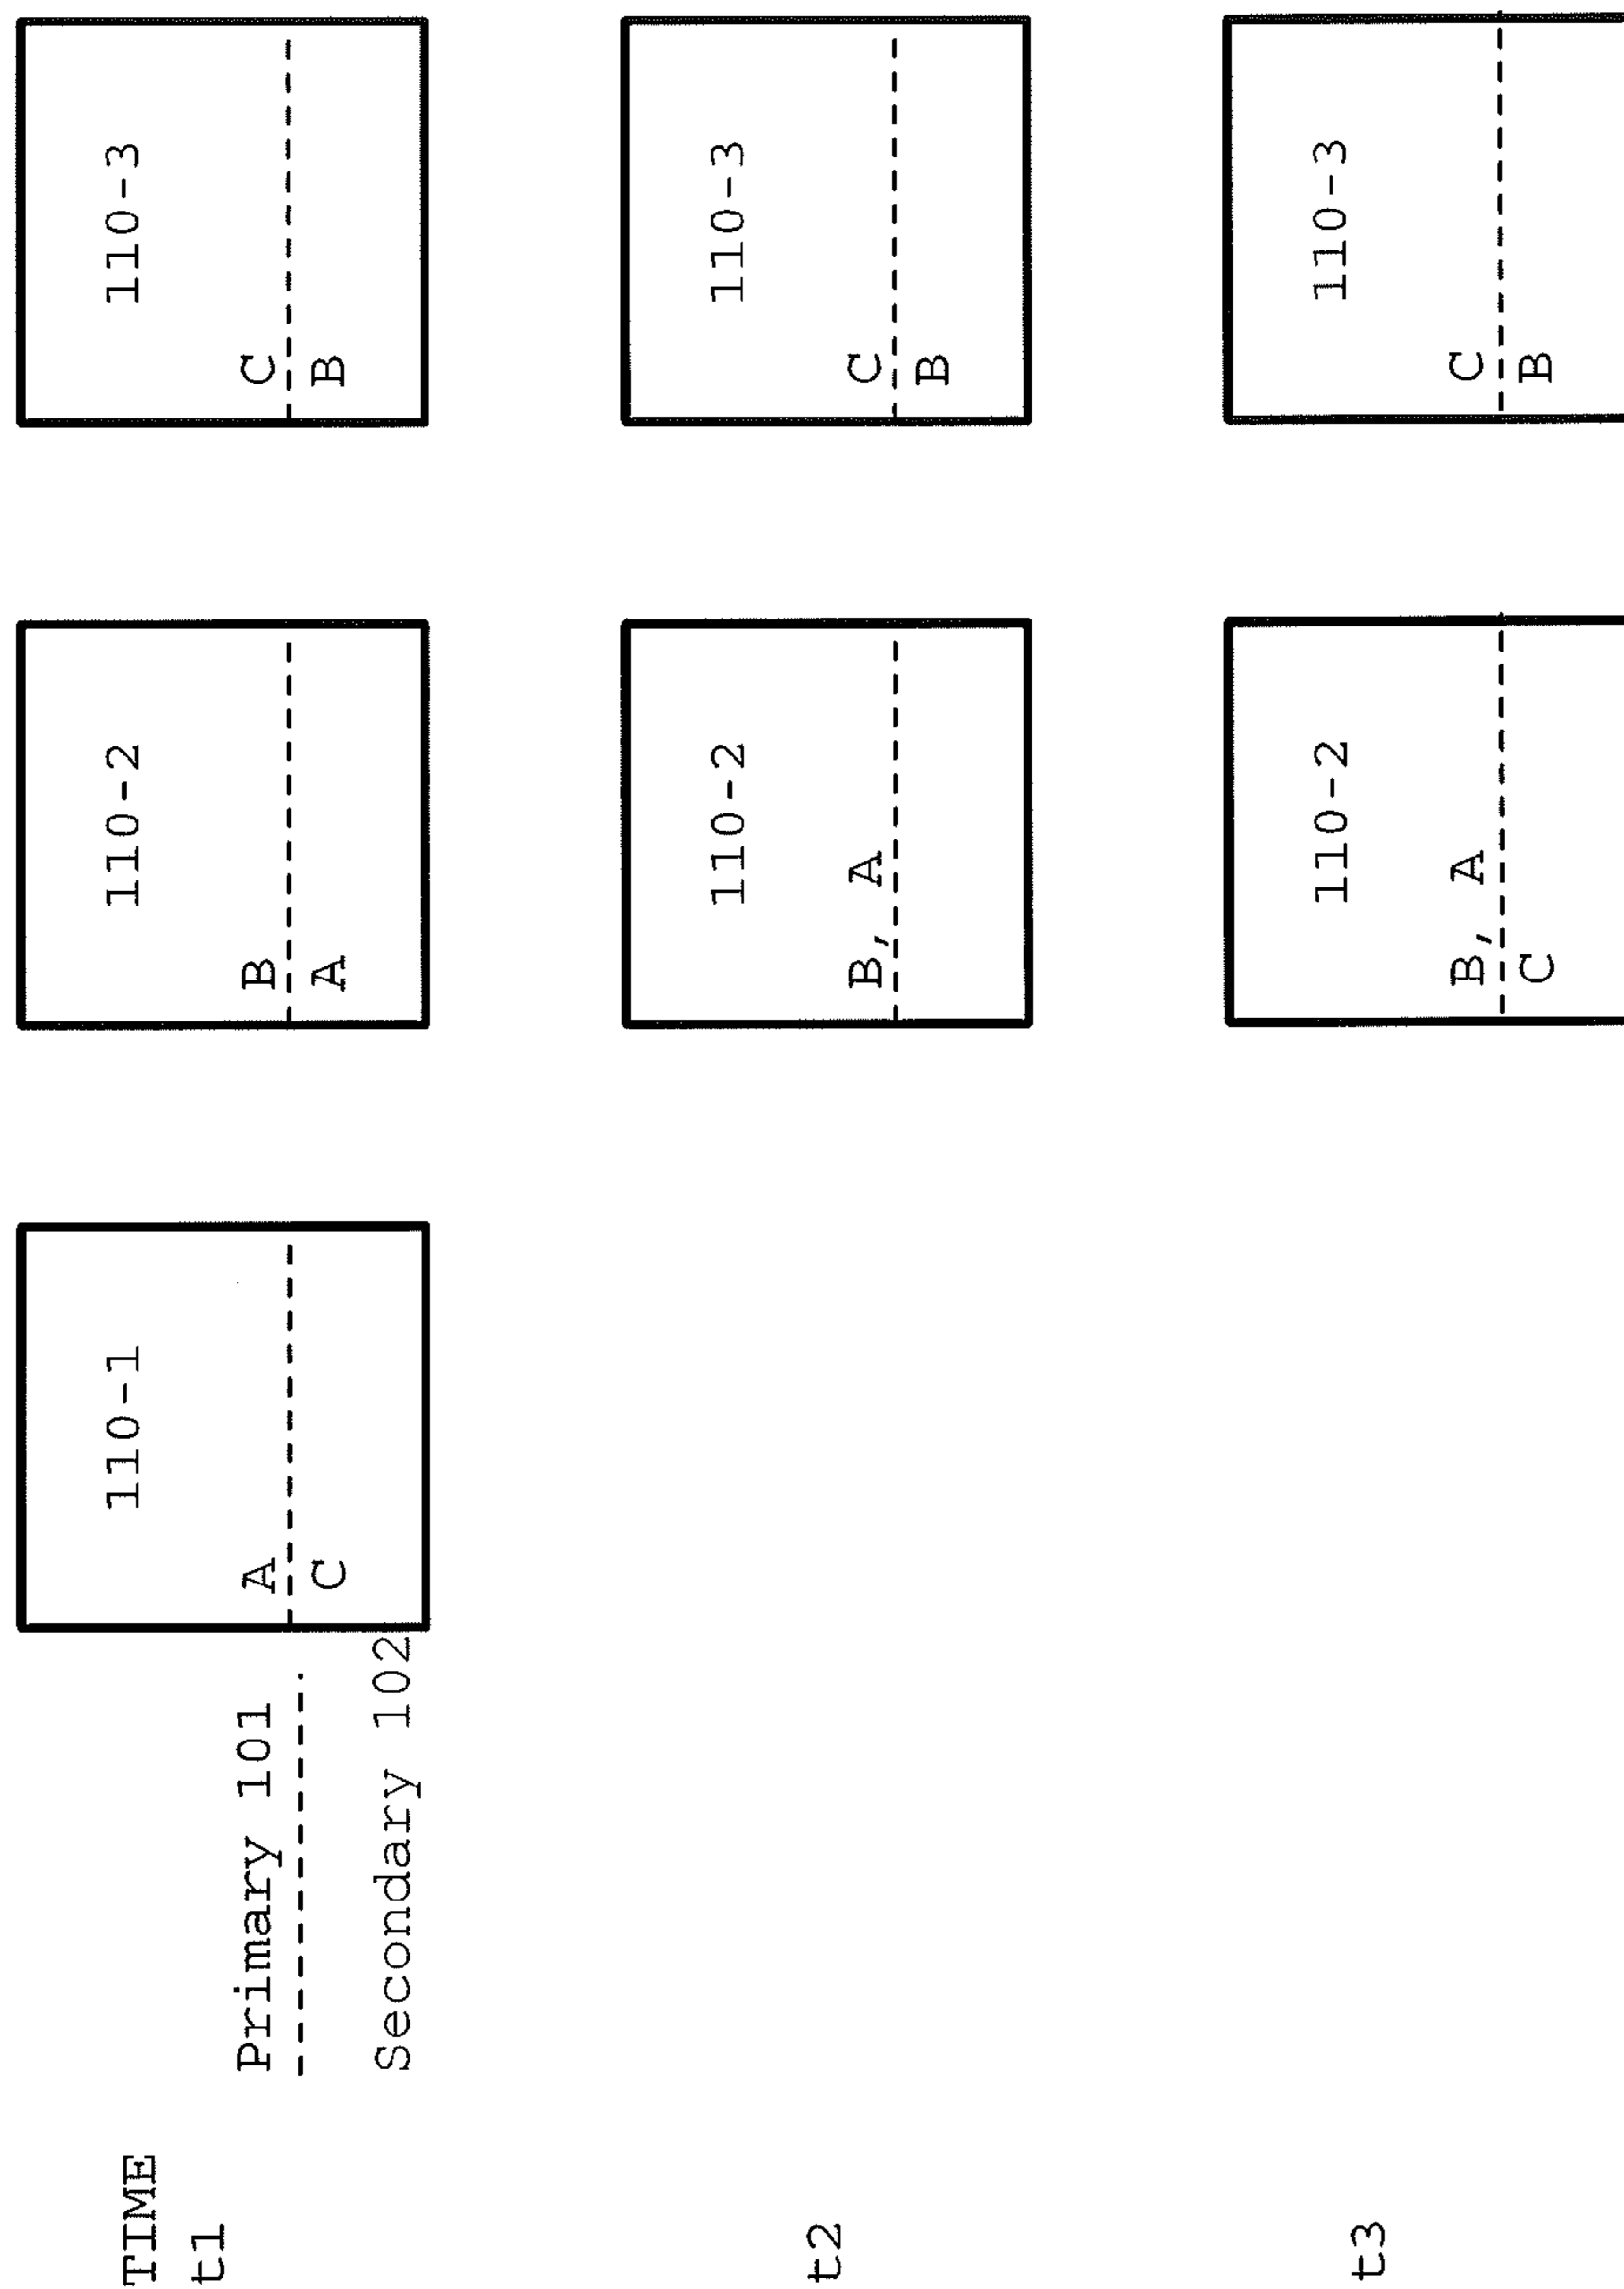 TIME
t1
Primary 101
Secondary 102
110-1
A
C
110-2
B
A
110-3
C
B
t2
110-2
B, A
110-3
C
B
t3
110-2
B, A
C
110-3
C
B